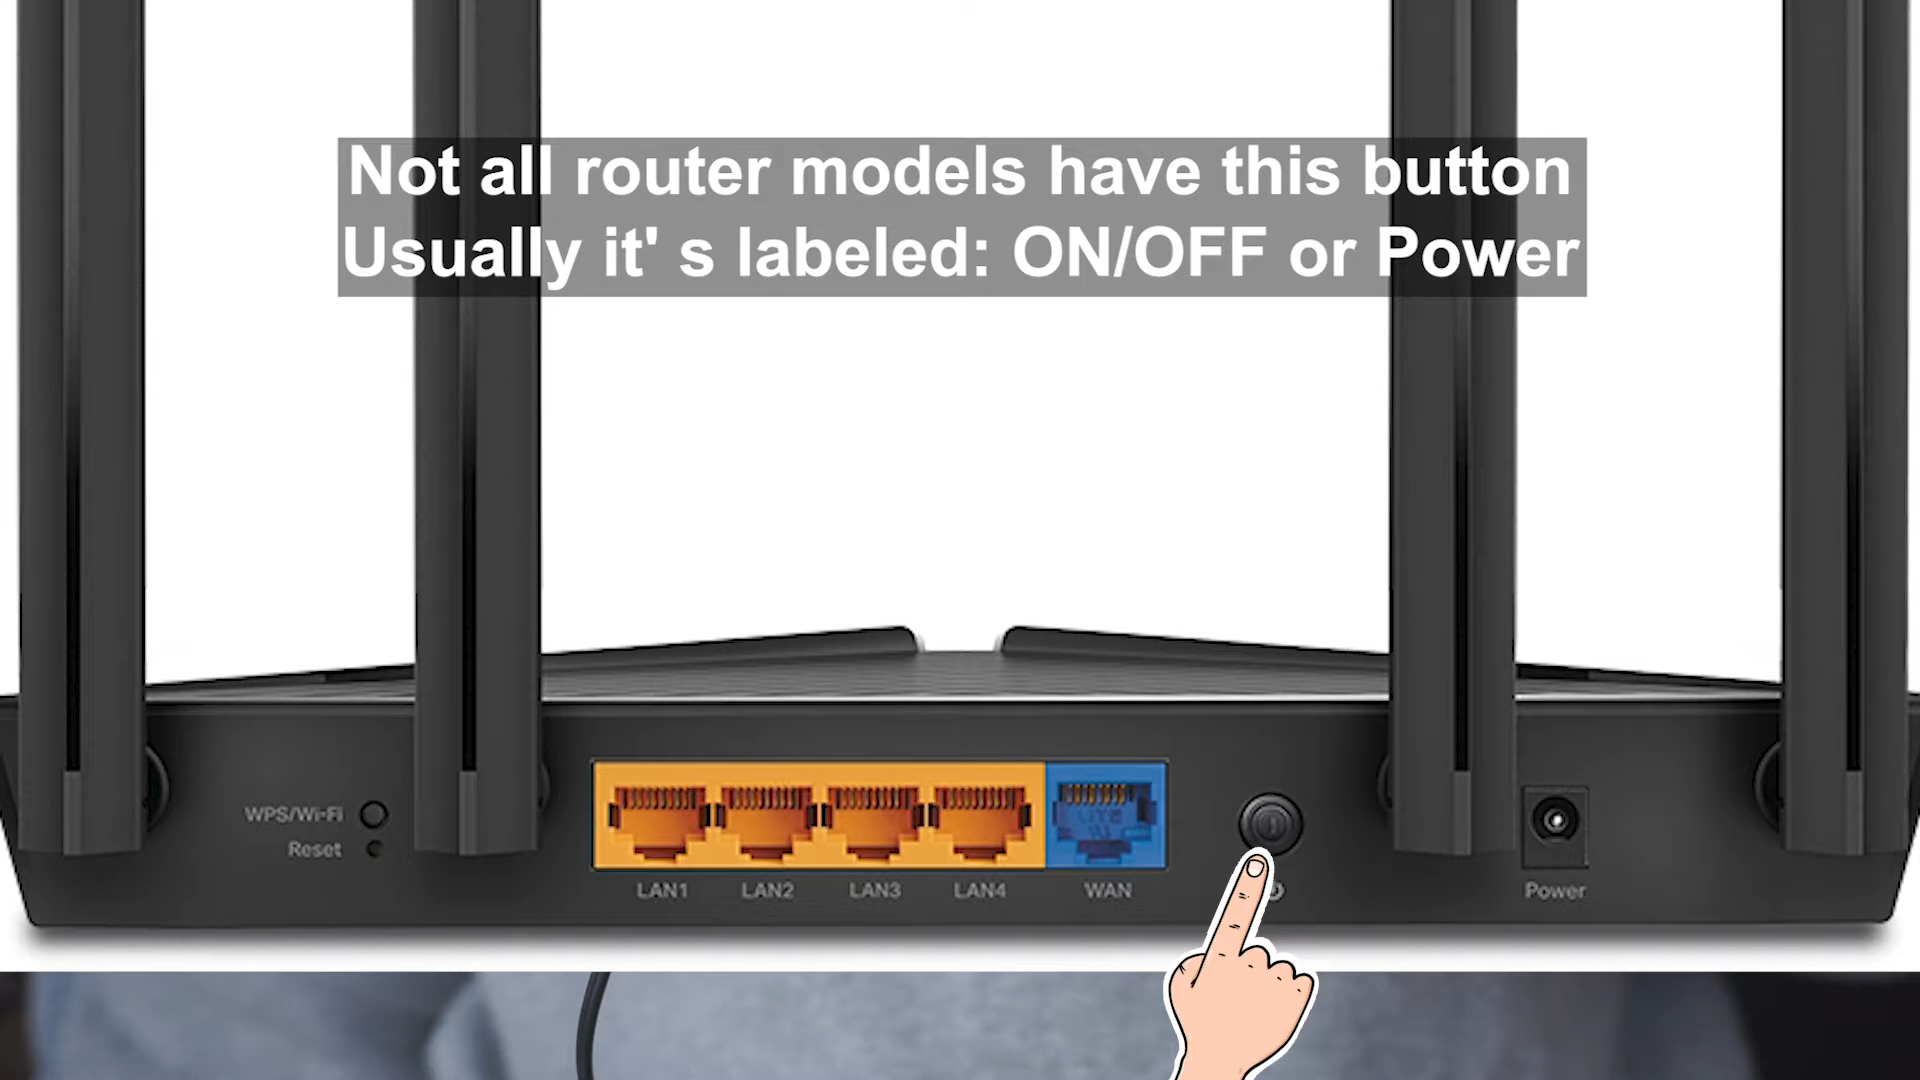 Not all router models have this button
Usually it' s labeled: ON/OFF or Power
WPS/Wi-Fi
Reset
LAN1 LAN2 LAN3 LAN4 WAN
Power